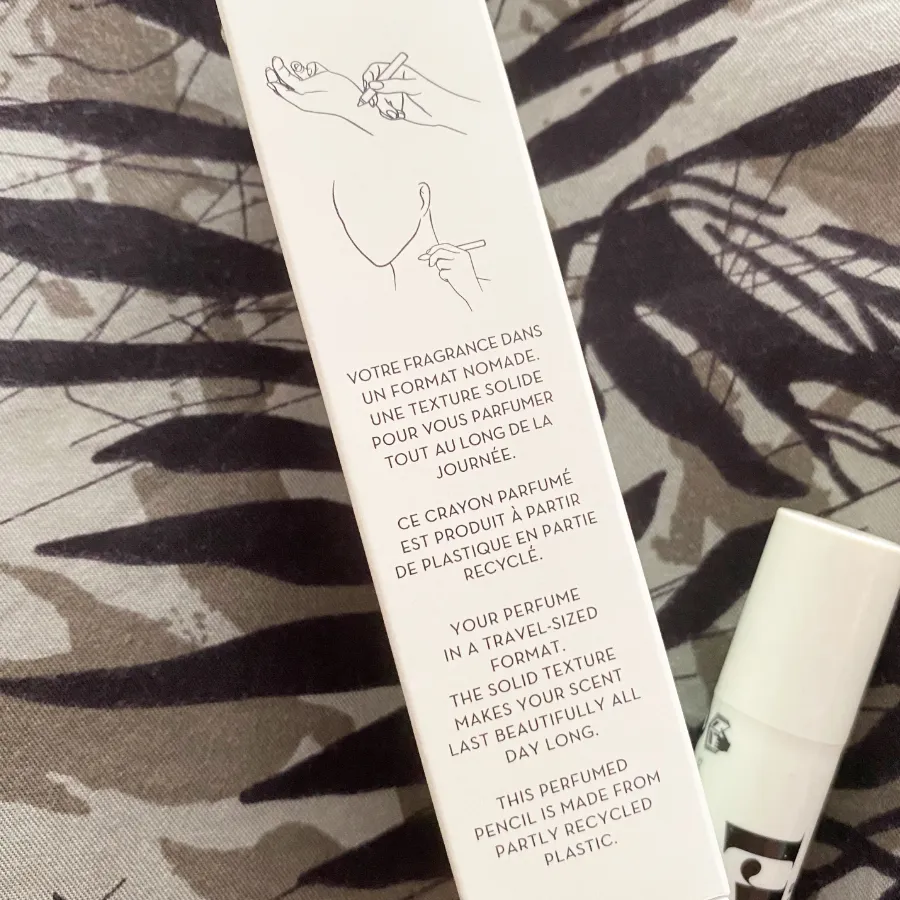 VOTRE FRAGRANCE DANS
UN FORMAT NOMADE.
UNE TEXTURE SOLIDE
POUR VOUS PARFUMER
TOUT AU LONG DE LA
JOURNÉE.
CE CRAYON PARFUMÉ
EST PRODUIT À PARTIR
DE PLASTIQUE EN PARTIE
RECYCLÉ.
YOUR PERFUME
IN A TRAVEL-SIZED
FORMAT.
THE SOLID TEXTURE
MAKES YOUR SCENT
LAST BEAUTIFULLY ALL
DAY LONG.
THIS PERFUMED
PENCIL IS MADE FROM
PARTLY RECYCLED
PLASTIC.